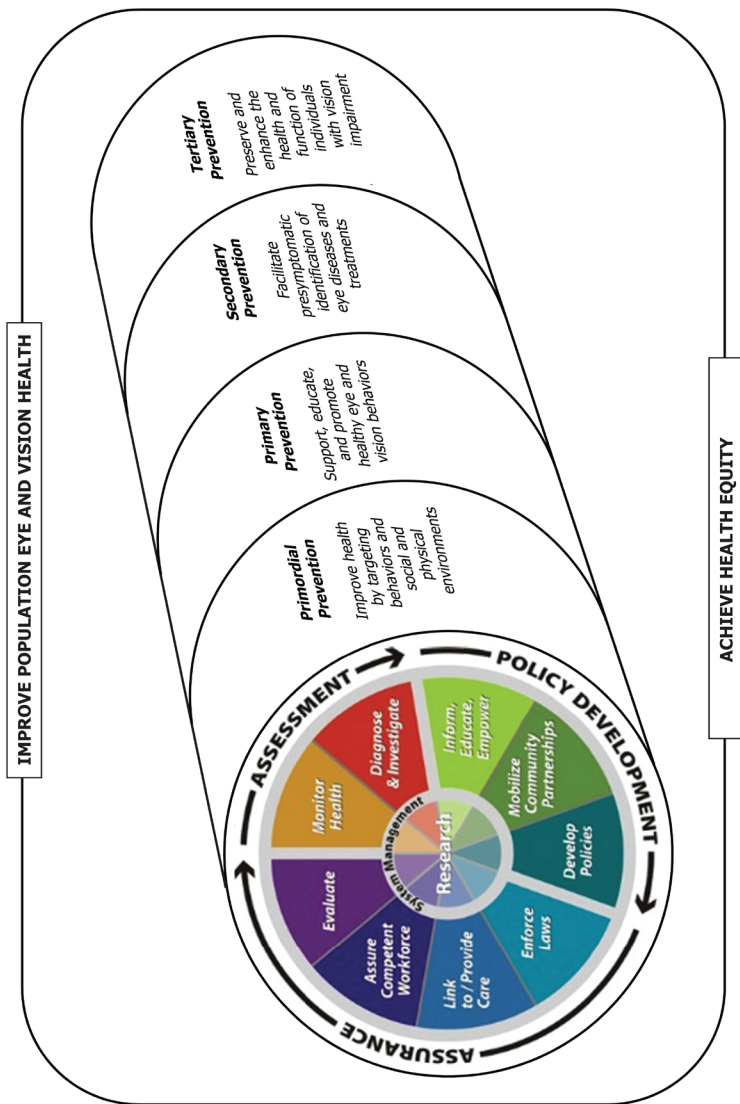 IMPROVE POPULATION EYE AND VISION HEALTH
ASSESSMENT
POLICY DEVELOPMENT
ASSURANCE
Monitor
Health
Diagnose
& Investigate
Inform,
Educate,
Empower
Mobilize
Community
Partnerships
Develop
Policies
Enforce
Laws
Link
to / Provide
Care
Assure
Competent
Workforce
Evaluate
System Management
Research
Primordial
Prevention
Improve health
by targeting
behaviors and
social and
physical
environments
Primary
Prevention
Support, educate,
and promote
healthy eye and
vision behaviors
Secondary
Prevention
Facilitate
presymptomatic
identification of
eye diseases and
treatments
Tertiary
Prevention
Preserve and
enhance the
health and
function of
individuals
with vision
impairment
ACHIEVE HEALTH EQUITY